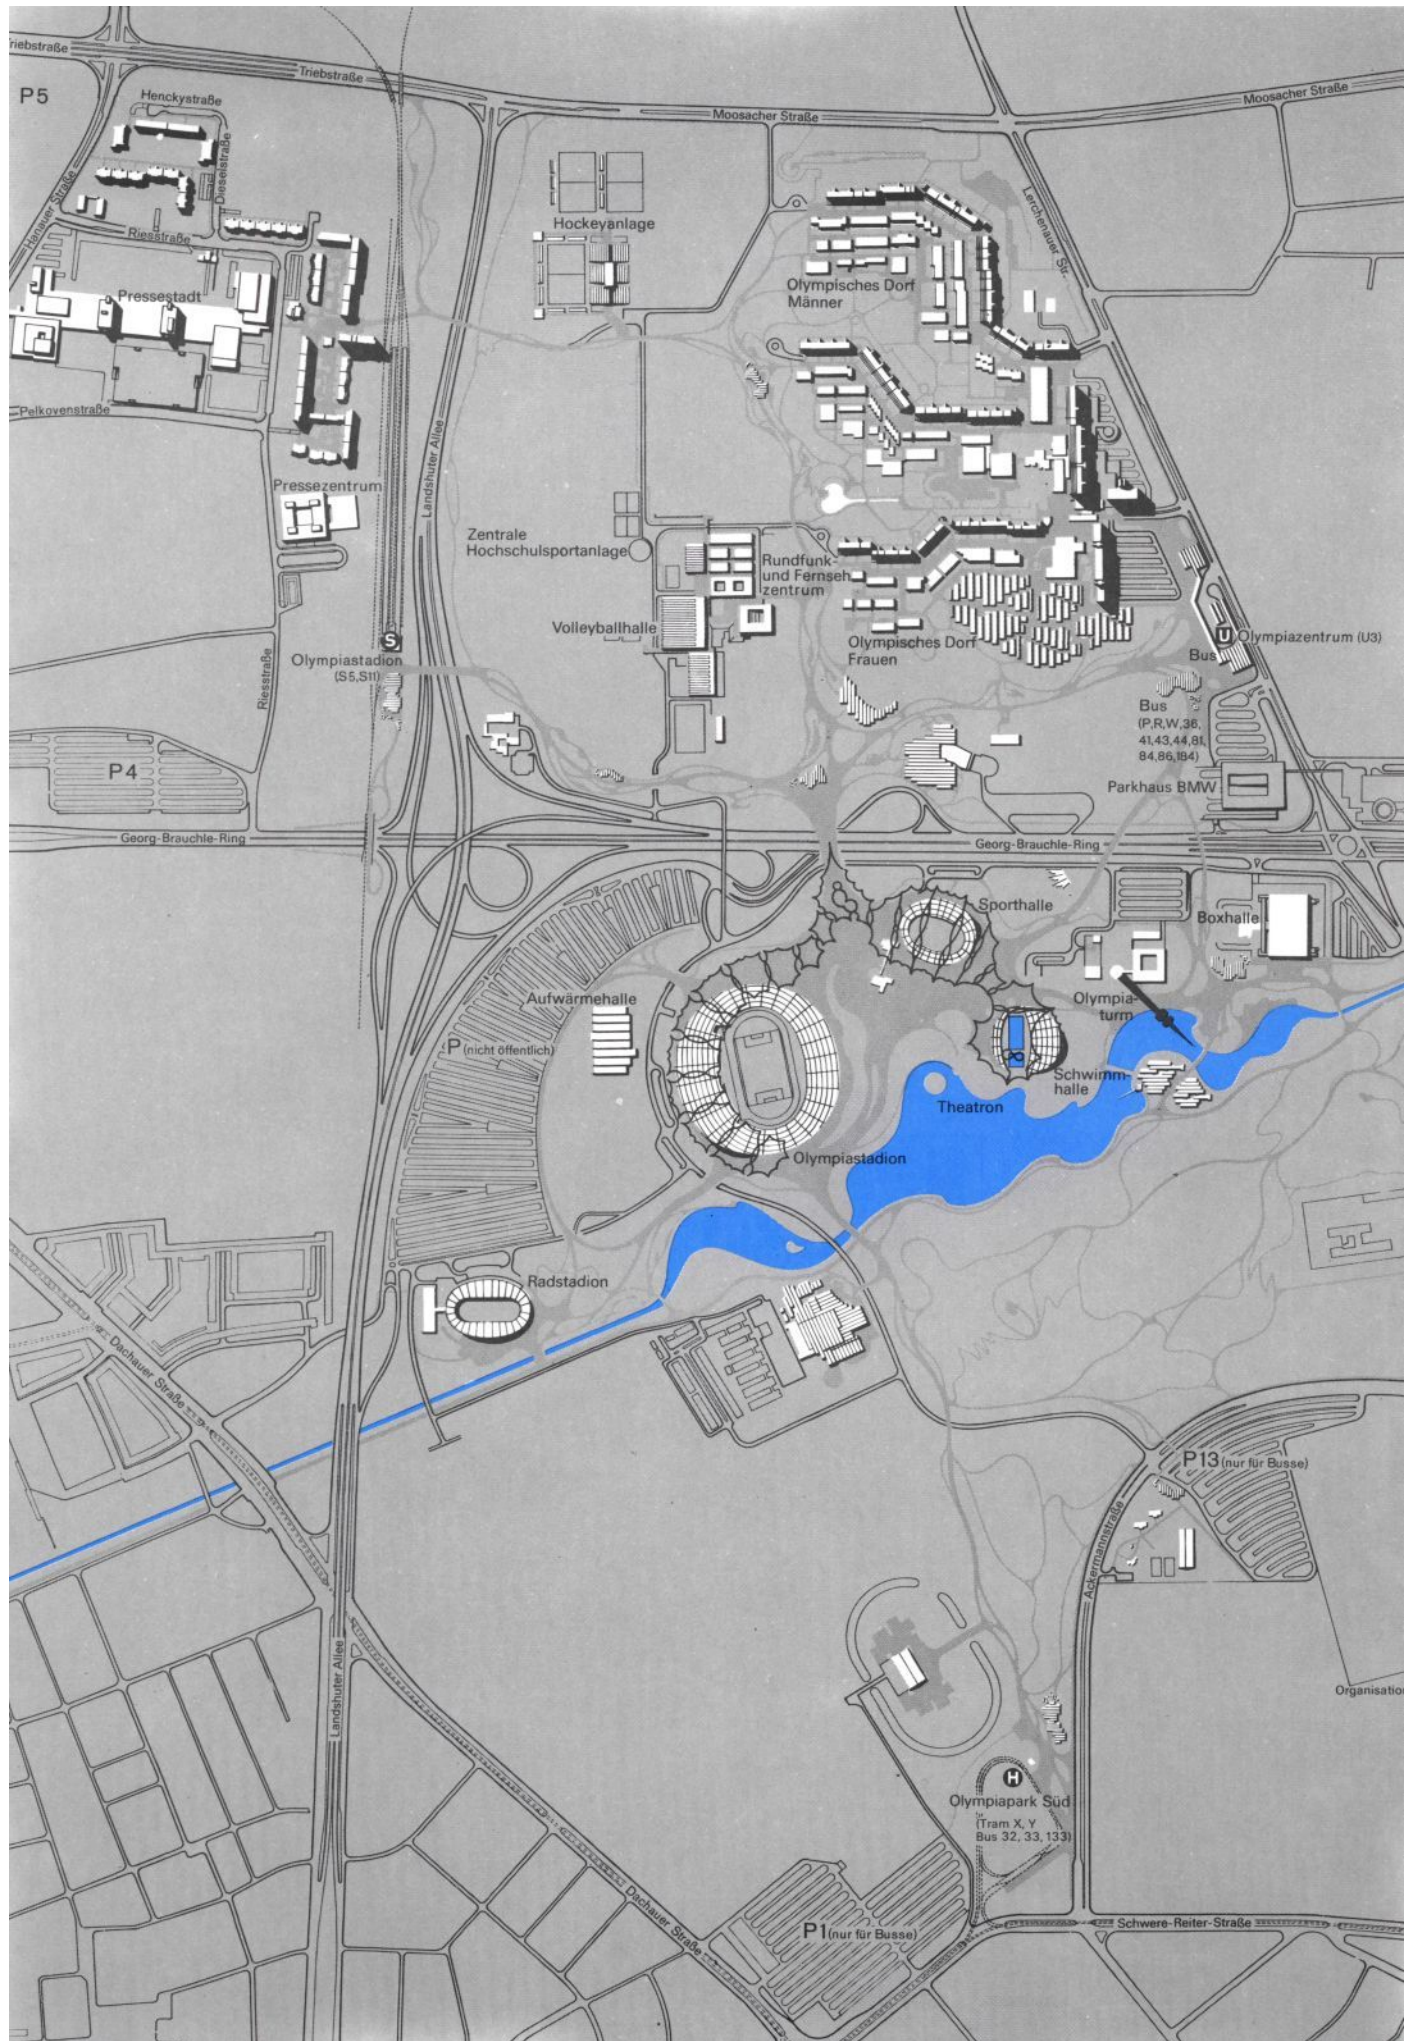 Triebstraße
Triebstraße
P5
Henckystraße
Moosacher Straße
Moosacher Straße
Dieselstraße
Hanauer Straße
Riesstraße
Lerchenauer Str.
Hockeyanlage
Olympisches Dorf
Männer
Pressestadt
Pelkovenstraße
Landshuter Allee
Pressezentrum
Zentrale
Hochschulsportanlage
Rundfunk-
und Fernseh
zentrum
Volleyballhalle
Olympisches Dorf
Frauen
S
Olympiastadion
(S5,S11)
U
Olympiazentrum (U3)
Bus
Riesstraße
Bus
(P,R,W,36,
41,43,44,81,
84,86,184)
P4
Parkhaus BMW
Georg-Brauchle-Ring
Georg-Brauchle-Ring
Sporthalle
Boxhalle
Aufwärmehalle
Olympia-
turm
P (nicht öffentlich)
Schwimm-
halle
Theatron
Olympiastadion
Radstadion
Dachauer Straße
P13 (nur für Busse)
Ackermannstraße
Landshuter Allee
Organisation
H
Olympiapark Süd
(Tram X, Y
Bus 32, 33, 133)
Dachauer Straße
P1 (nur für Busse)
Schwere-Reiter-Straße